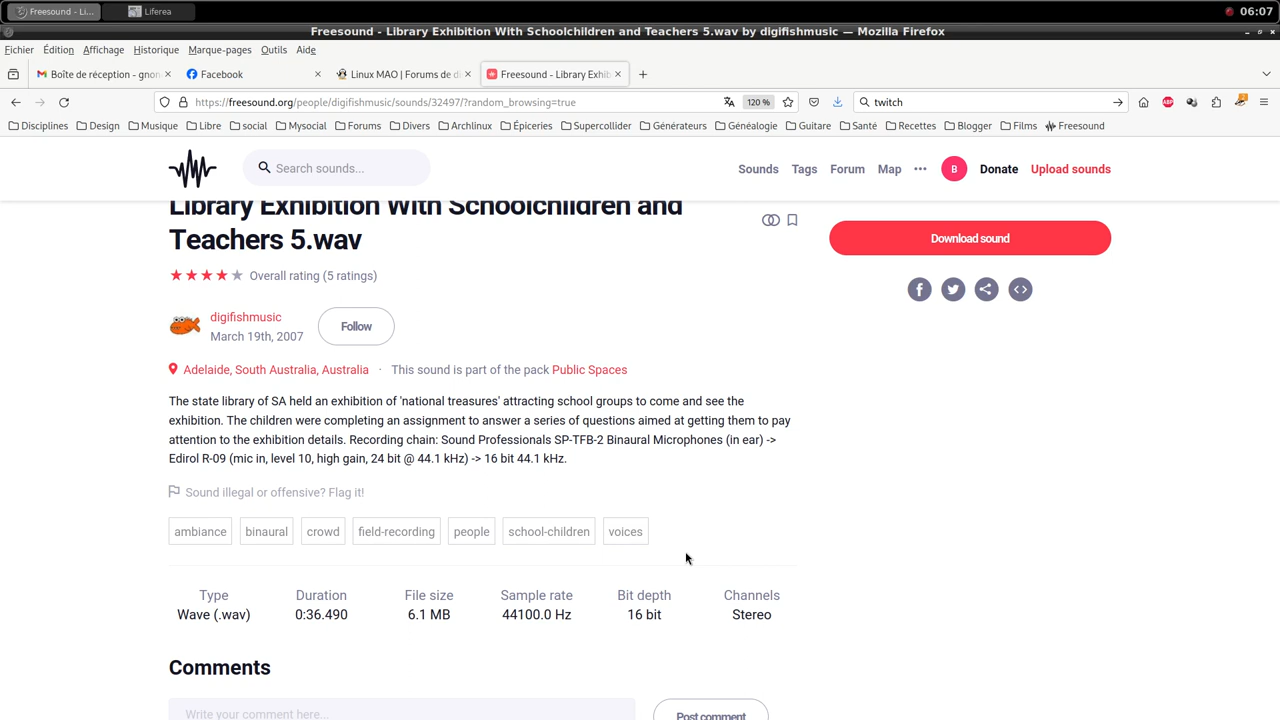 Freesound - Li...
Liferea
06:07
Freesound - Library Exhibition With Schoolchildren and Teachers 5.wav by digifishmusic — Mozilla Firefox
Fichier Édition Affichage Historique Marque-pages Outils Aide
Boîte de réception - gnon
Facebook
Linux MAO | Forums de di
Freesound - Library Exhib
https://freesound.org/people/digifishmusic/sounds/32497/?random_browsing=true
120 %
twitch
Disciplines Design Musique Libre social Mysocial Forums Divers Archlinux Épiceries Supercollider Générateurs Généalogie Guitare Santé Recettes Blogger Films Freesound
Search sounds...
Sounds Tags Forum Map B Donate Upload sounds
Library Exhibition With Schoolchildren and
Teachers 5.wav
Download sound
Overall rating (5 ratings)
digifishmusic
March 19th, 2007
Follow
Adelaide, South Australia, Australia · This sound is part of the pack Public Spaces
The state library of SA held an exhibition of 'national treasures' attracting school groups to come and see the
exhibition. The children were completing an assignment to answer a series of questions aimed at getting them to pay
attention to the exhibition details. Recording chain: Sound Professionals SP-TFB-2 Binaural Microphones (in ear) ->
Edirol R-09 (mic in, level 10, high gain, 24 bit @ 44.1 kHz) -> 16 bit 44.1 kHz.
Sound illegal or offensive? Flag it!
ambiance binaural crowd field-recording people school-children voices
Type Duration File size Sample rate Bit depth Channels
Wave (.wav) 0:36.490 6.1 MB 44100.0 Hz 16 bit Stereo
Comments
Write your comment here...
Post comment